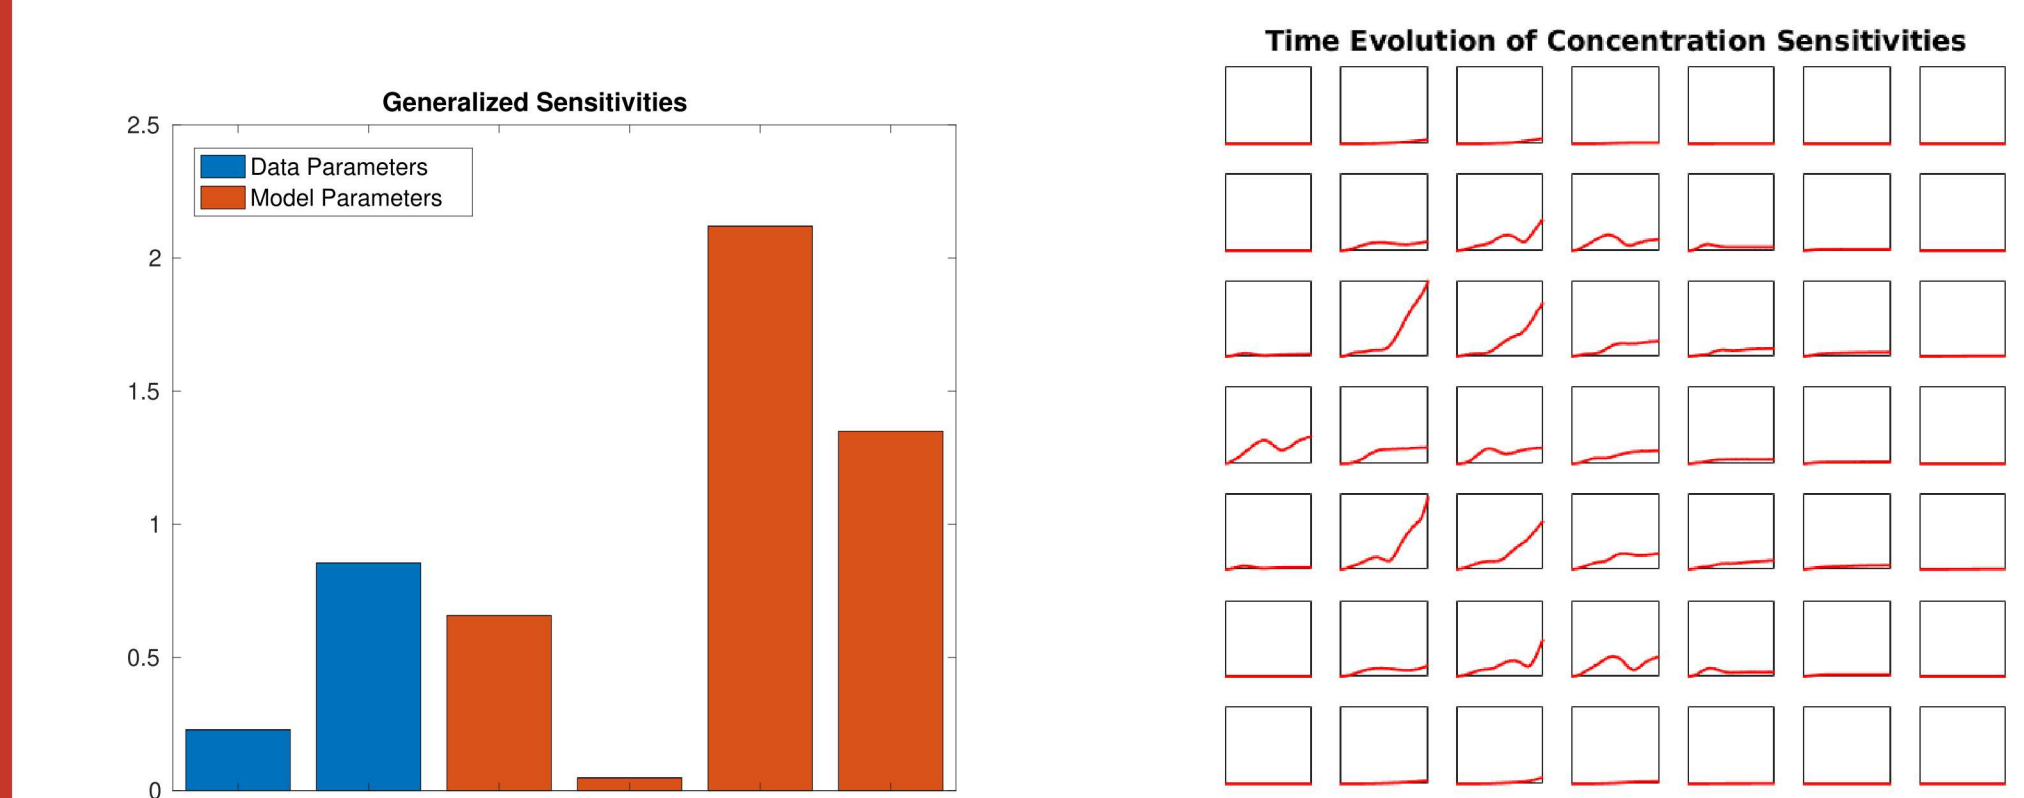 Generalized Sensitivities
2.5
2
1.5
1
0.5
0
Data Parameters
Model Parameters
Time Evolution of Concentration Sensitivities